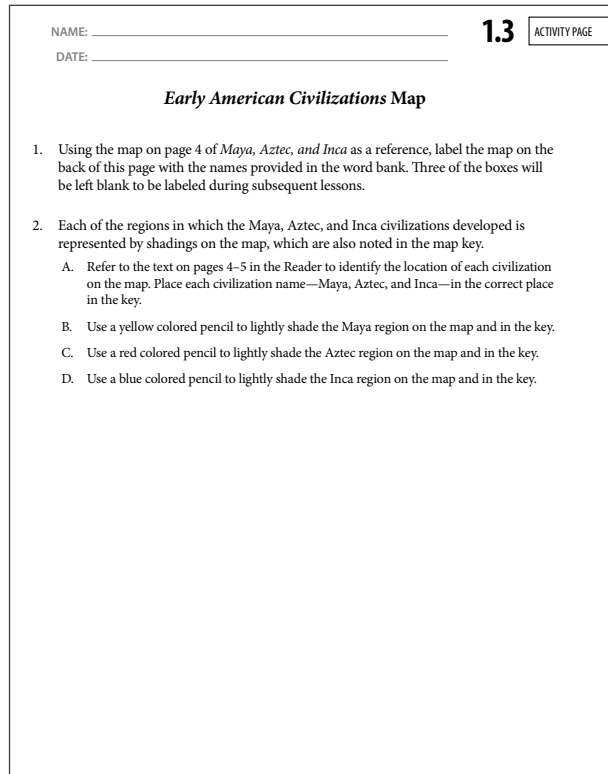 NAME:
1.3 ACTIVITY PAGE
DATE:
Early American Civilizations Map
1. Using the map on page 4 of Maya, Aztec, and Inca as a reference, label the map on the
back of this page with the names provided in the word bank. Three of the boxes will
be left blank to be labeled during subsequent lessons.
2. Each of the regions in which the Maya, Aztec, and Inca civilizations developed is
represented by shadings on the map, which are also noted in the map key.
A. Refer to the text on pages 4–5 in the Reader to identify the location of each civilization
on the map. Place each civilization name—Maya, Aztec, and Inca—in the correct place
in the key.
B. Use a yellow colored pencil to lightly shade the Maya region on the map and in the key.
C. Use a red colored pencil to lightly shade the Aztec region on the map and in the key.
D. Use a blue colored pencil to lightly shade the Inca region on the map and in the key.